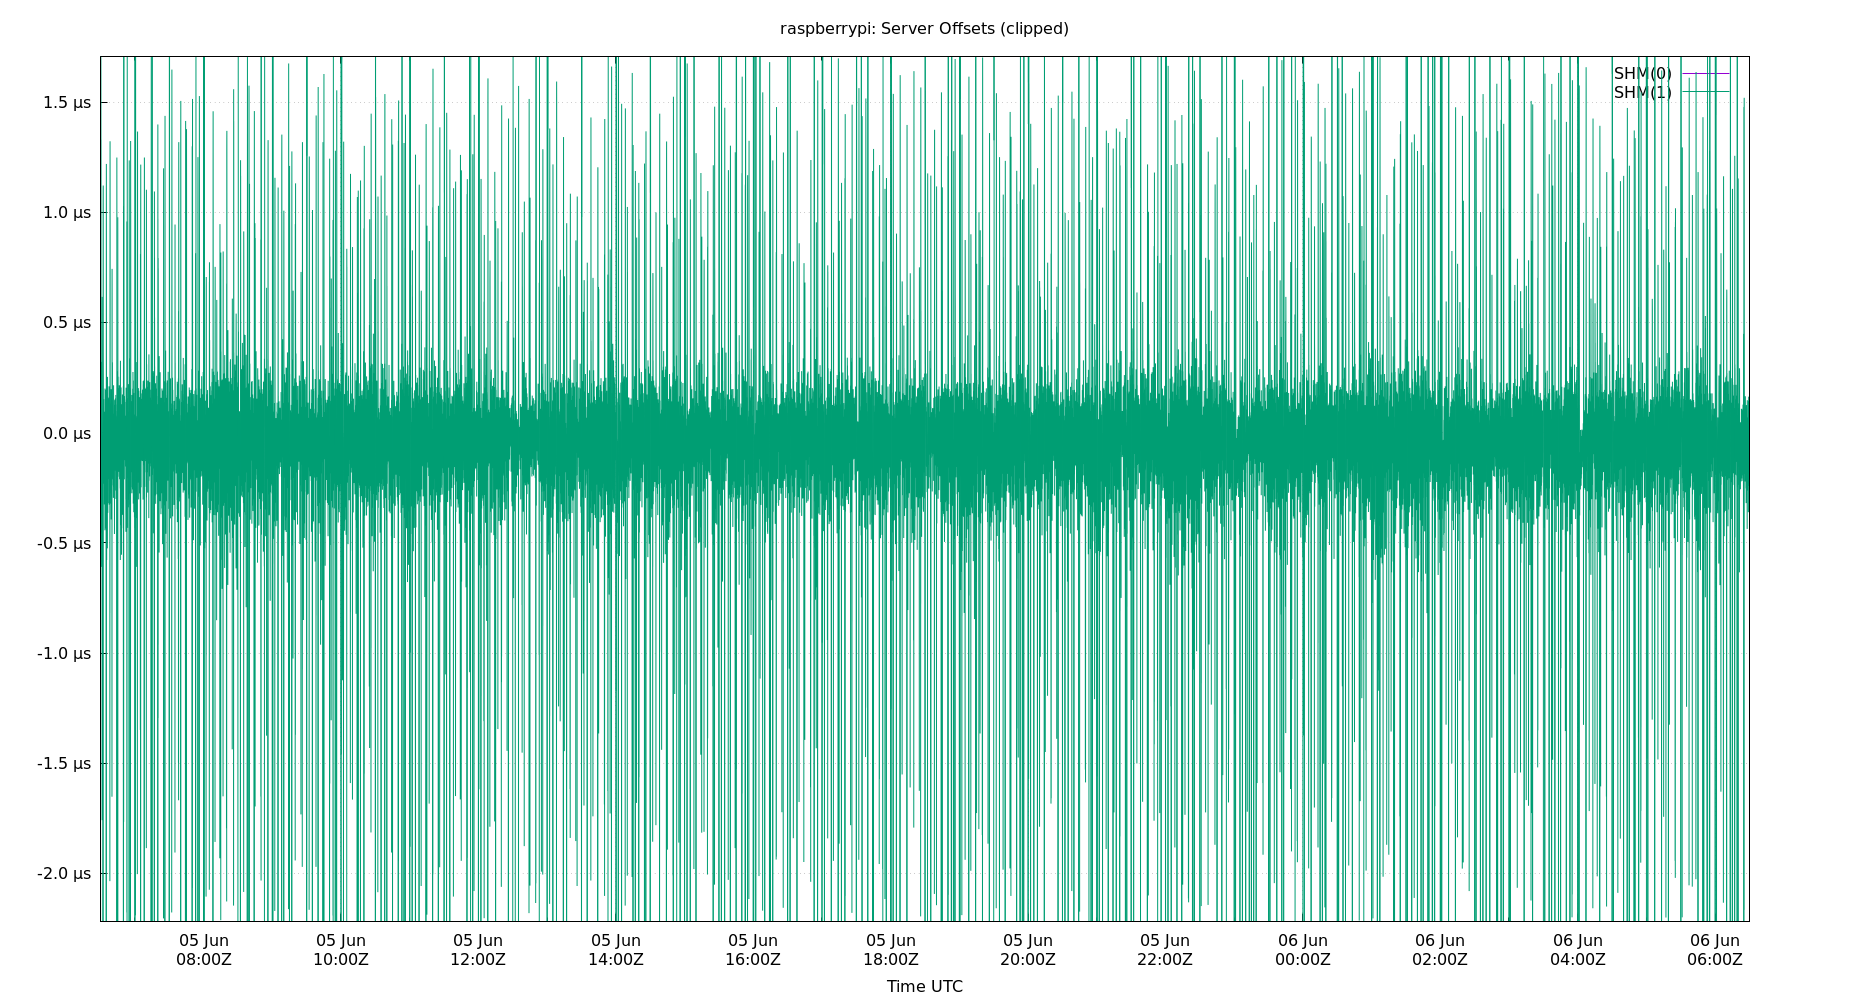 raspberrypi: Server Offsets (clipped)
SHM(0)
SHM(1)
1.5 µs
1.0 µs
0.5 µs
0.0 µs
-0.5 µs
-1.0 µs
-1.5 µs
-2.0 µs
05 Jun 05 Jun 05 Jun 05 Jun 05 Jun 05 Jun 05 Jun 05 Jun 06 Jun 06 Jun 06 Jun 06 Jun
08:00Z 10:00Z 12:00Z 14:00Z 16:00Z 18:00Z 20:00Z 22:00Z 00:00Z 02:00Z 04:00Z 06:00Z
Time UTC